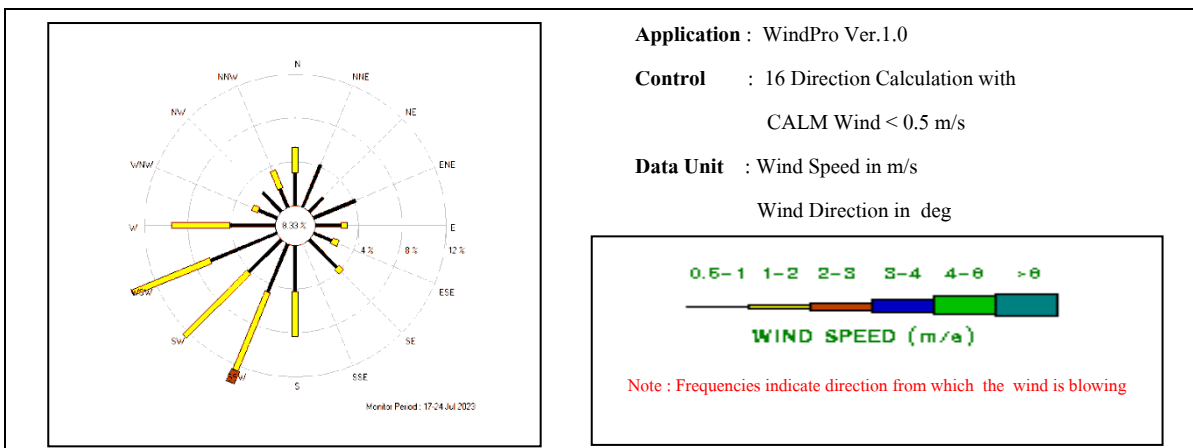 N
NNW
NNE
NW
NE
WNW
ENE
W
8.33 %
E
4 %
8 %
12 %
WSW
ESE
SW
SE
SSE
S
Monitor Period : 17-24 Jul 2023
Application : WindPro Ver.1.0
Control : 16 Direction Calculation with
CALM Wind < 0.5 m/s
Data Unit : Wind Speed in m/s
Wind Direction in deg
0.5-1 1-2 2-3 3-4 4-6 >6
WIND SPEED (m/s)
Note : Frequencies indicate direction from which the wind is blowing